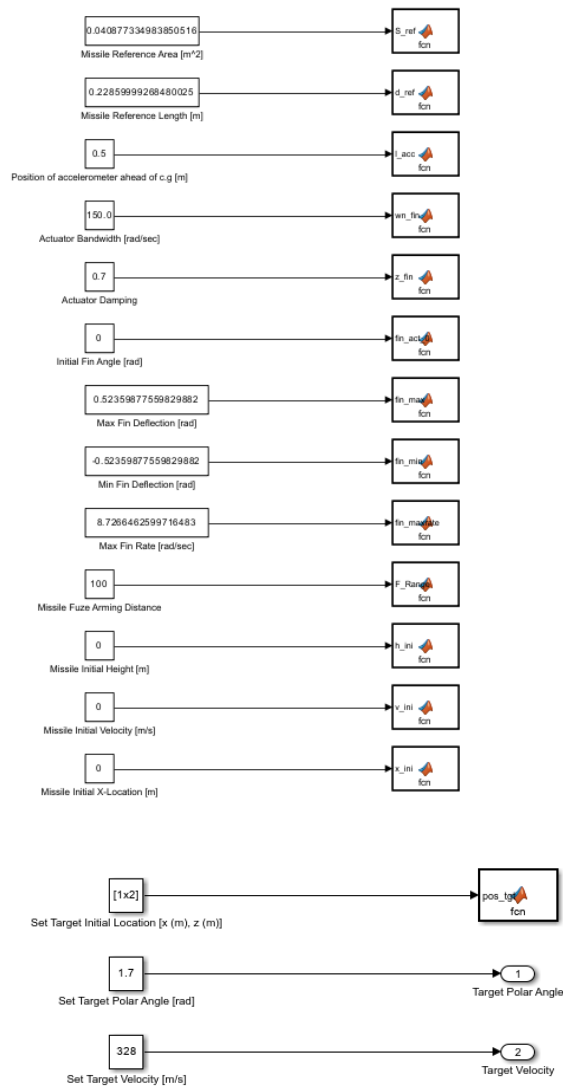 0.040877334983850516
S_ref
fcn
Missile Reference Area [m^2]
0.22859999268480025
d_ref
fcn
Missile Reference Length [m]
0.5
l_acc
fcn
Position of accelerometer ahead of c.g [m]
150.0
wn_fin
fcn
Actuator Bandwidth [rad/sec]
0.7
z_fin
fcn
Actuator Damping
0
fcn
Initial Fin Angle [rad]
0.52359877559829882
fin_max
fcn
Max Fin Deflection [rad]
-0.52359877559829882
fin_min
fcn
Min Fin Deflection [rad]
8.7266462599716483
fin_maxrate
fcn
Max Fin Rate [rad/sec]
100
F_Range
fcn
Missile Fuze Arming Distance
0
h_ini
fcn
Missile Initial Height [m]
0
v_ini
fcn
Missile Initial Velocity [m/s]
0
x_ini
fcn
Missile Initial X-Location [m]
[1x2]
pos_tgt
fcn
Set Target Initial Location [x (m), z (m)]
1.7
1
Set Target Polar Angle [rad]
Target Polar Angle
328
2
Set Target Velocity [m/s]
Target Velocity